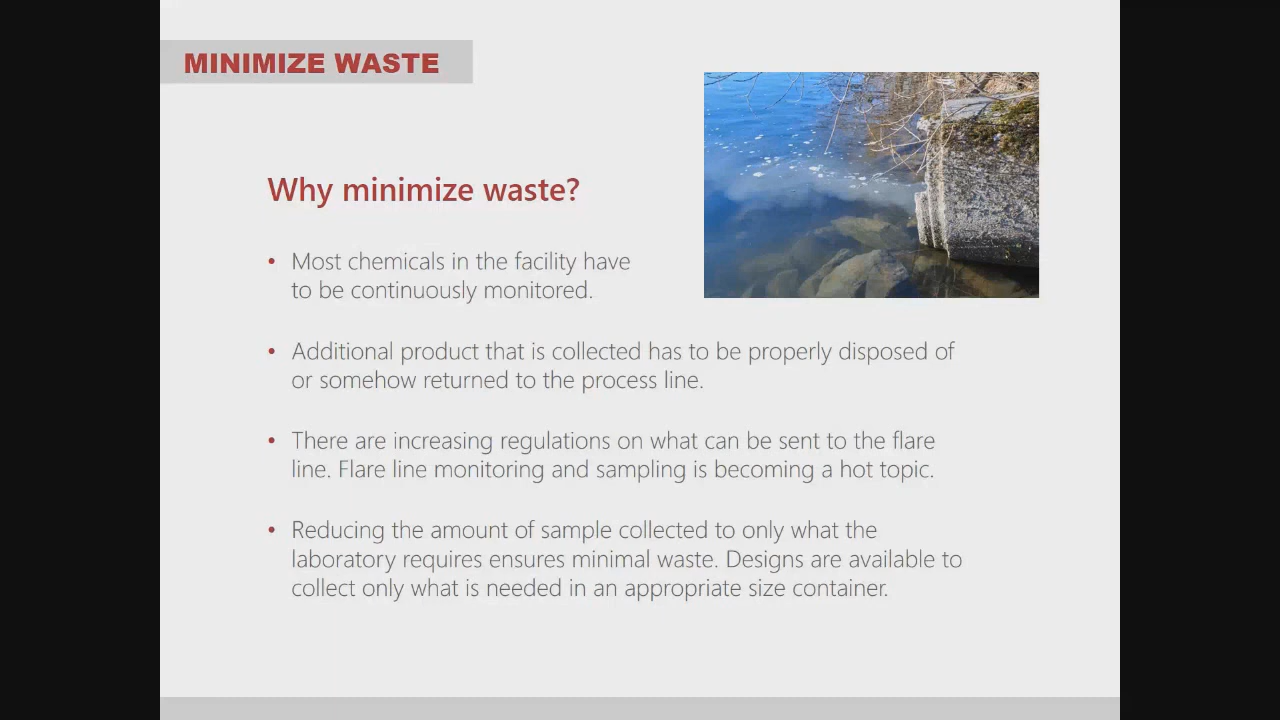 MINIMIZE WASTE
Why minimize waste?
• Most chemicals in the facility have
to be continuously monitored.
• Additional product that is collected has to be properly disposed of
or somehow returned to the process line.
• There are increasing regulations on what can be sent to the flare
line. Flare line monitoring and sampling is becoming a hot topic.
• Reducing the amount of sample collected to only what the
laboratory requires ensures minimal waste. Designs are available to
collect only what is needed in an appropriate size container.